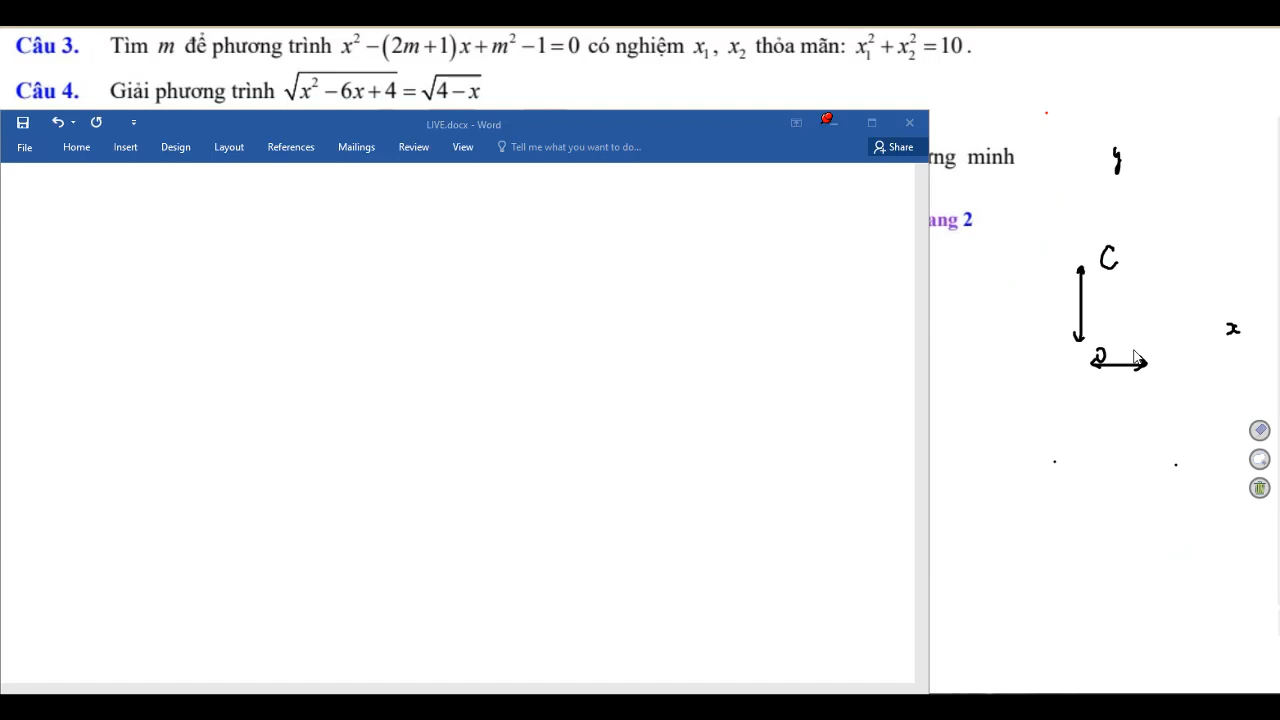 Câu 3. Tìm m để phương trình x² − (2m + 1)x + m² − 1 = 0 có nghiệm x₁, x₂ thỏa mãn: x₁² + x₂² = 10.
Câu 4. Giải phương trình √(x² − 6x + 4) = √(4 − x)
LIVE.docx - Word
File Home Insert Design Layout References Mailings Review View Tell me what you want to do... Share
minh
y
ang 2
C
x